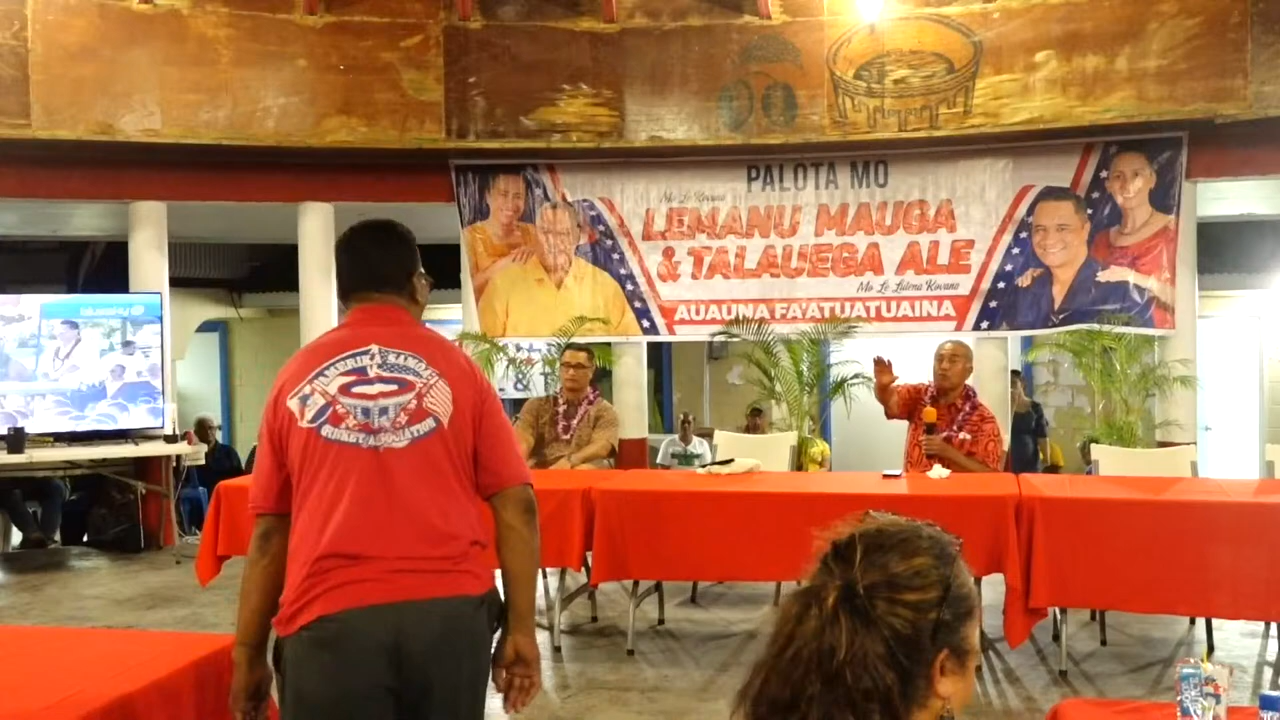 PALOTA MO
Mo Le Kovana
LEMANU MAUGA
& TALAUEGA ALE
Mo Le Lutena Kovana
AUAUNA FA'ATUATUAINA
AMERIKA SAMOA
KIRIKITI ASSOCIATION